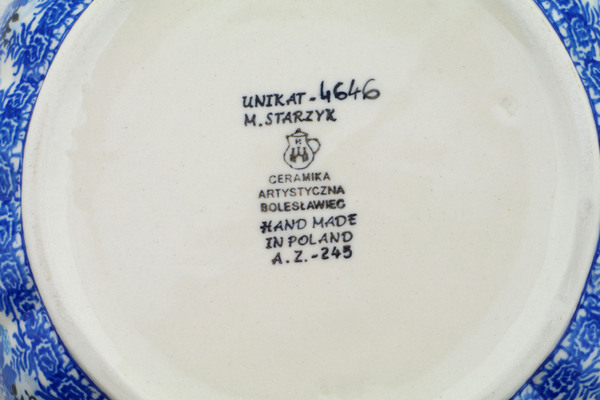 UNIKAT-4646
M. STARZYK
CERAMIKA
ARTYSTYCZNA
BOLESŁAWIEC
HAND MADE
IN POLAND
A.Z.-245